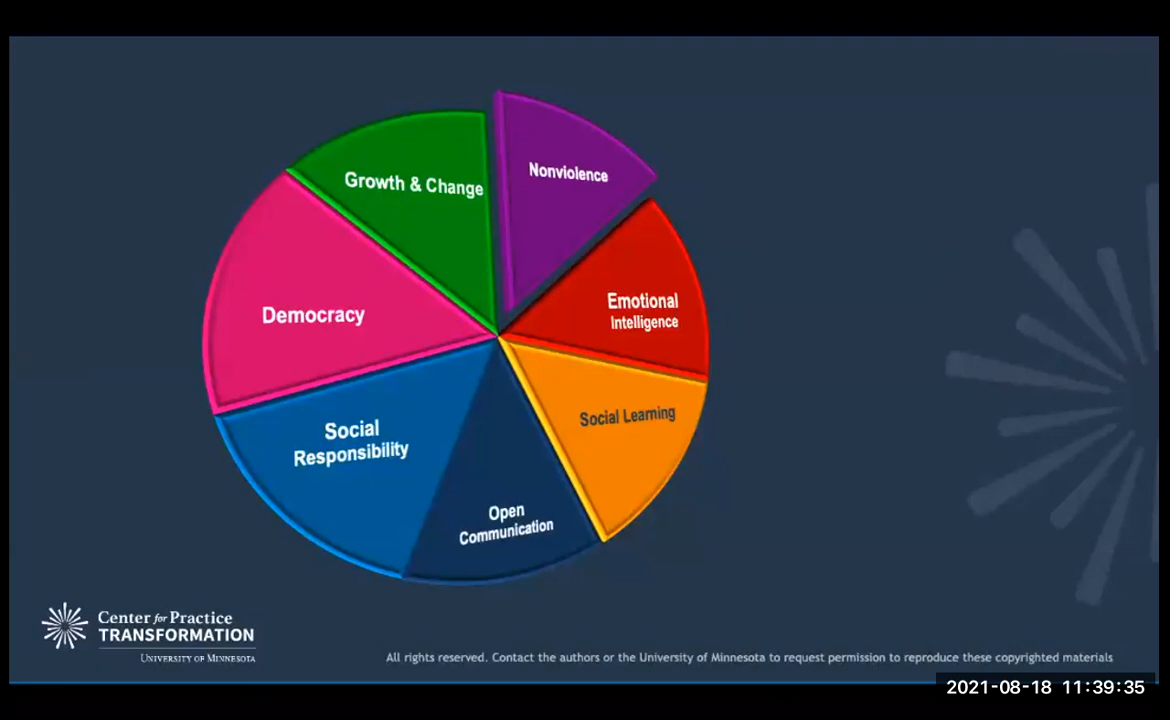 Growth & Change
Nonviolence
Emotional
Intelligence
Democracy
Social Learning
Social
Responsibility
Open
Communication
Center for Practice
TRANSFORMATION
UNIVERSITY OF MINNESOTA
All rights reserved. Contact the authors or the University of Minnesota to request permission to reproduce these copyrighted materials
2021-08-18 11:39:35